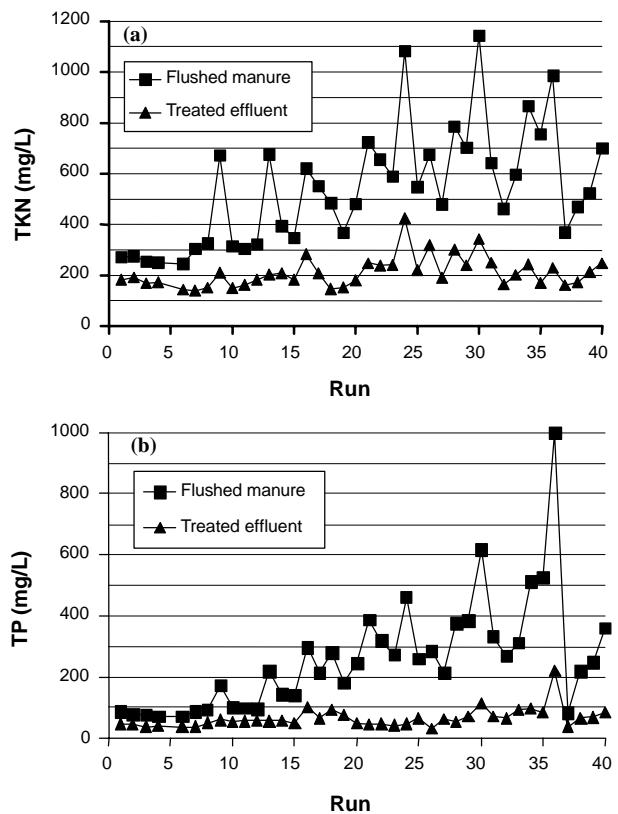 (a)
1200
1000
800
600
400
200
0
TKN (mg/L)
Flushed manure
Treated effluent
0 5 10 15 20 25 30 35 40
Run
(b)
1000
800
600
400
200
0
TP (mg/L)
Flushed manure
Treated effluent
0 5 10 15 20 25 30 35 40
Run